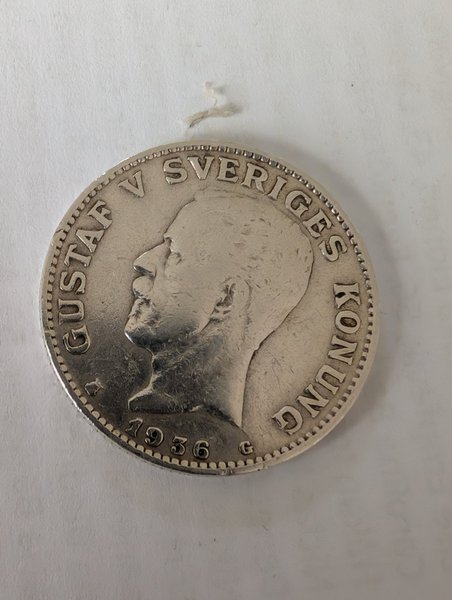 GUSTAF V SVERIGES KONUNG
1936 G